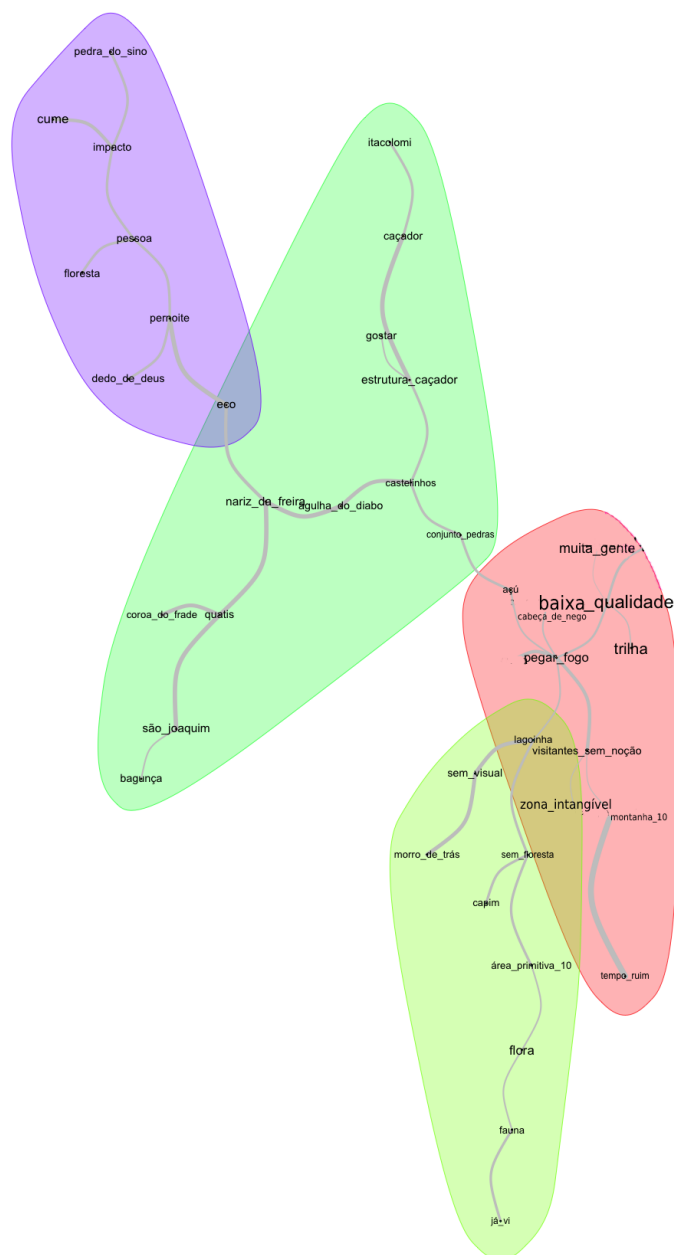 pedra_do_sino
cume
impacto
itacolomi
caçador
pessoa
floresta
pernoite
gostar
dedo_de_deus
estrutura_caçador
eco
castelinhos
nariz_de_freira
agulha_do_diabo
conjunto_pedras
muita_gente
açú
baixa_qualidade
coroa_do_frade
quatis
cabeça_de_nego
trilha
pegar_fogo
são_joaquim
lagoinha
visitantes_sem_noção
bagunça
sem_visual
zona_intangível
montanha_10
morro_de_trás
sem_floresta
capim
área_primitiva_10
tempo_ruim
flora
fauna
já_vi